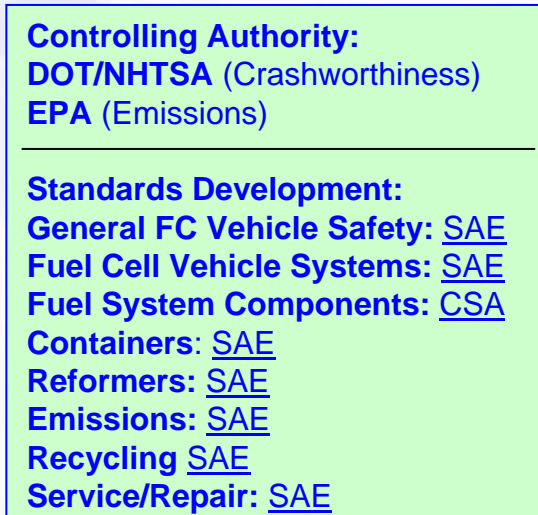 Controlling Authority:
DOT/NHTSA (Crashworthiness)
EPA (Emissions)
Standards Development:
General FC Vehicle Safety: SAE
Fuel Cell Vehicle Systems: SAE
Fuel System Components: CSA
Containers: SAE
Reformers: SAE
Emissions: SAE
Recycling SAE
Service/Repair: SAE